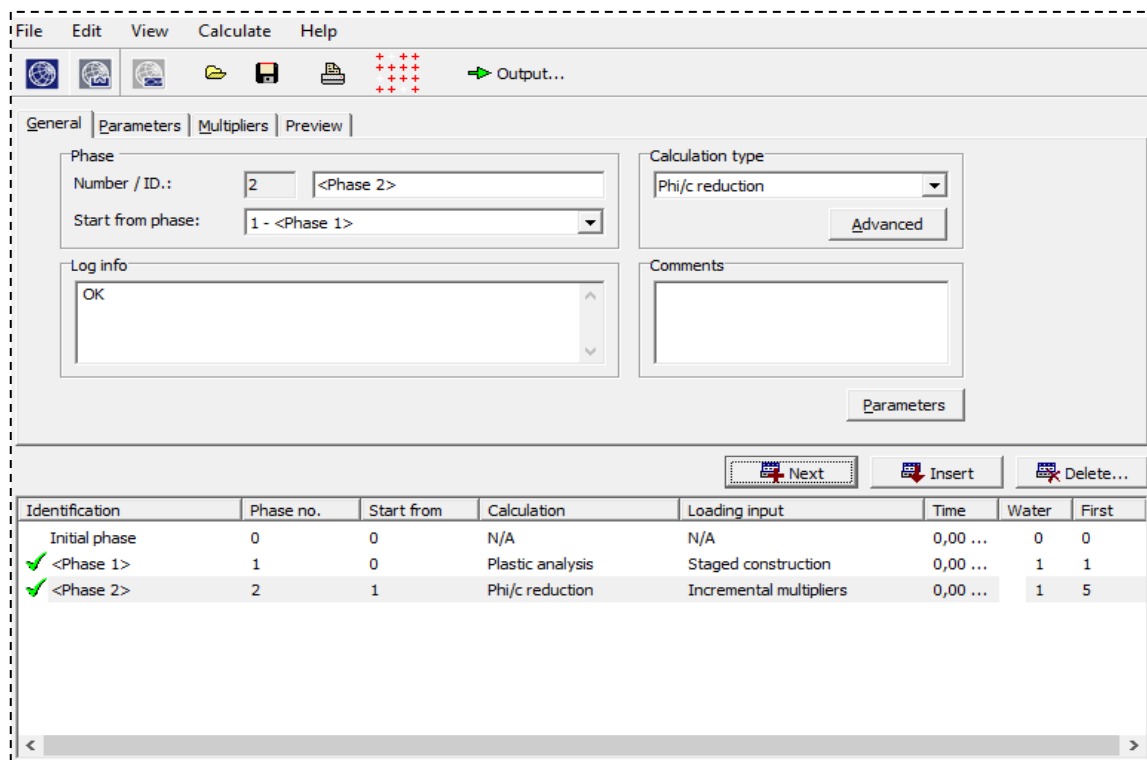 File Edit View Calculate Help
Output...
General Parameters Multipliers Preview
Phase
Calculation type
Number / ID.: 2 <Phase 2>
Phi/c reduction
Start from phase: 1 - <Phase 1>
Advanced
Log info
Comments
OK
Parameters
Next Insert Delete...
Identification Phase no. Start from Calculation Loading input Time Water First
Initial phase 0 0 N/A N/A 0,00 ... 0 0
<Phase 1> 1 0 Plastic analysis Staged construction 0,00 ... 1 1
<Phase 2> 2 1 Phi/c reduction Incremental multipliers 0,00 ... 1 5